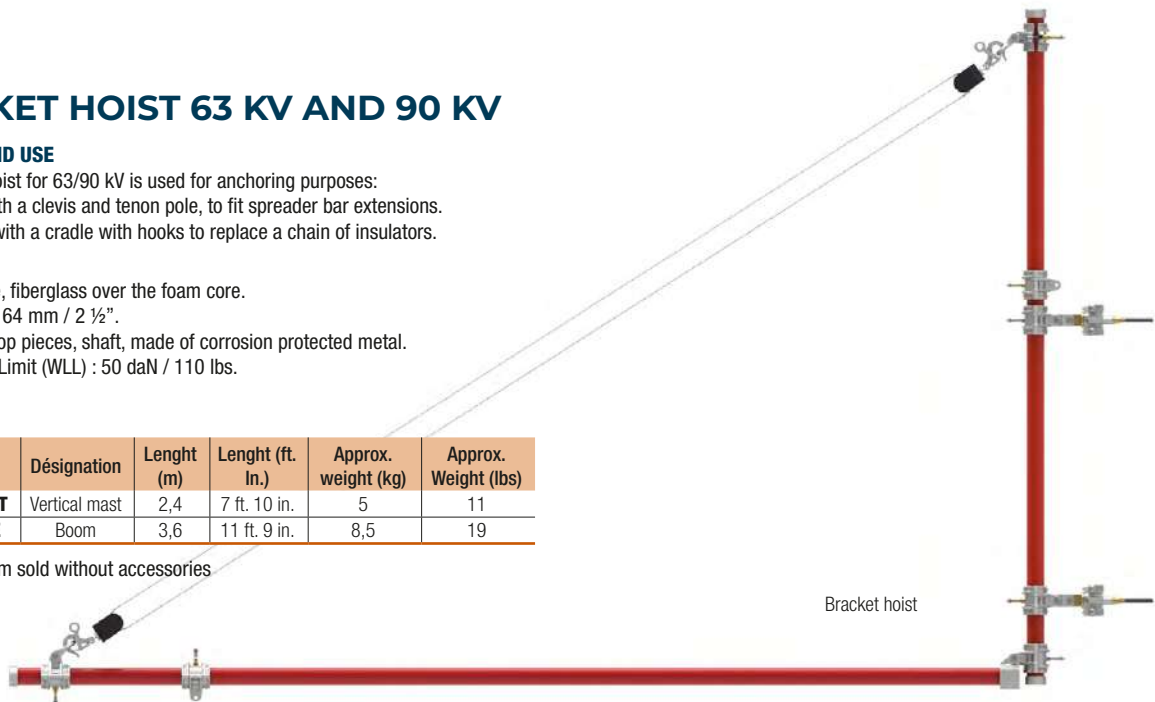 KET HOIST 63 KV AND 90 KV
ND USE
oist for 63/90 kV is used for anchoring purposes:
th a clevis and tenon pole, to fit spreader bar extensions.
with a cradle with hooks to replace a chain of insulators.
, fiberglass over the foam core.
64 mm / 2 ½”.
op pieces, shaft, made of corrosion protected metal.
Limit (WLL) : 50 daN / 110 lbs.
Désignation Lenght (m) Lenght (ft. In.) Approx. weight (kg) Approx. Weight (lbs)
T Vertical mast 2,4 7 ft. 10 in. 5 11
Boom 3,6 11 ft. 9 in. 8,5 19
m sold without accessories
Bracket hoist